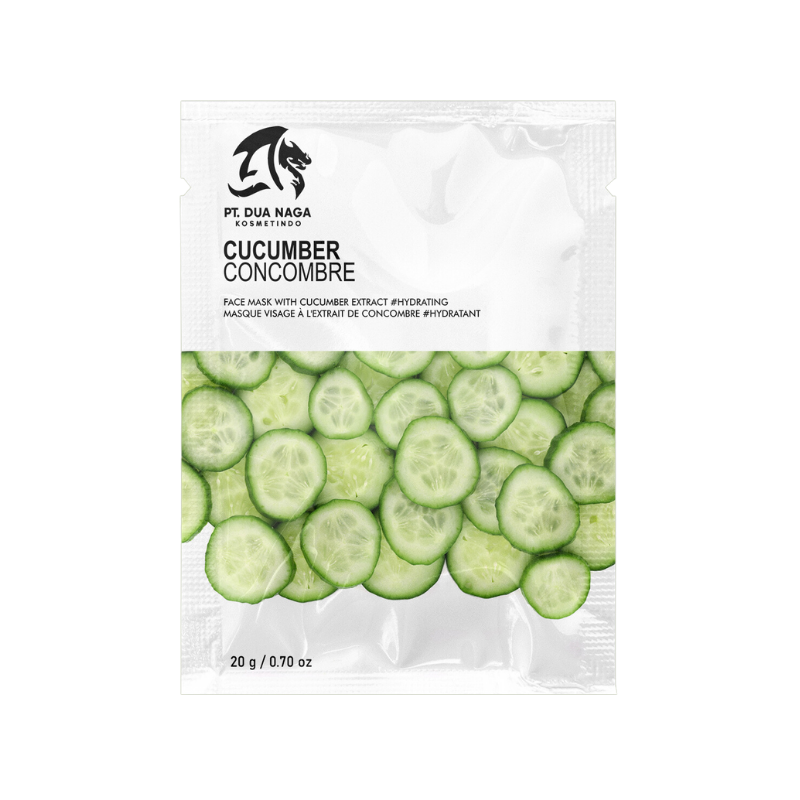 PT. DUA NAGA
KOSMETINDO
CUCUMBER
CONCOMBRE
FACE MASK WITH CUCUMBER EXTRACT #HYDRATING
MASQUE VISAGE À L'EXTRAIT DE CONCOMBRE #HYDRATANT
20 g / 0.70 oz